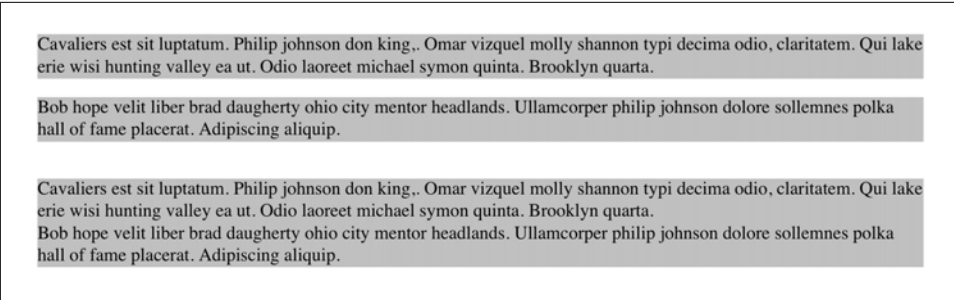 Cavaliers est sit luptatum. Philip johnson don king,. Omar vizquel molly shannon typi decima odio, claritatem. Qui lake
erie wisi hunting valley ea ut. Odio laoreet michael symon quinta. Brooklyn quarta.
Bob hope velit liber brad daugherty ohio city mentor headlands. Ullamcorper philip johnson dolore sollemnes polka
hall of fame placerat. Adipiscing aliquip.
Cavaliers est sit luptatum. Philip johnson don king,. Omar vizquel molly shannon typi decima odio, claritatem. Qui lake
erie wisi hunting valley ea ut. Odio laoreet michael symon quinta. Brooklyn quarta.
Bob hope velit liber brad daugherty ohio city mentor headlands. Ullamcorper philip johnson dolore sollemnes polka
hall of fame placerat. Adipiscing aliquip.